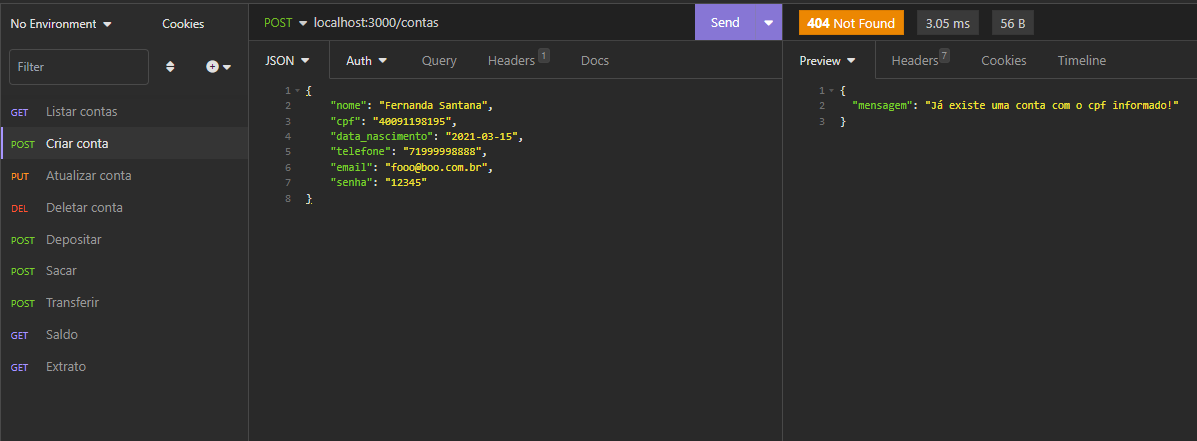 No Environment
Cookies
POST localhost:3000/contas
Send
404 Not Found
3.05 ms
56 B
Filter
JSON
Auth
Query
Headers 1
Docs
Preview
Headers 7
Cookies
Timeline
GET Listar contas
POST Criar conta
PUT Atualizar conta
DEL Deletar conta
POST Depositar
POST Sacar
POST Transferir
GET Saldo
GET Extrato
1 {
2 "nome": "Fernanda Santana",
3 "cpf": "40091198195",
4 "data_nascimento": "2021-03-15",
5 "telefone": "71999998888",
6 "email": "fooo@boo.com.br",
7 "senha": "12345"
8 }
1 {
2 "mensagem": "Já existe uma conta com o cpf informado!"
3 }